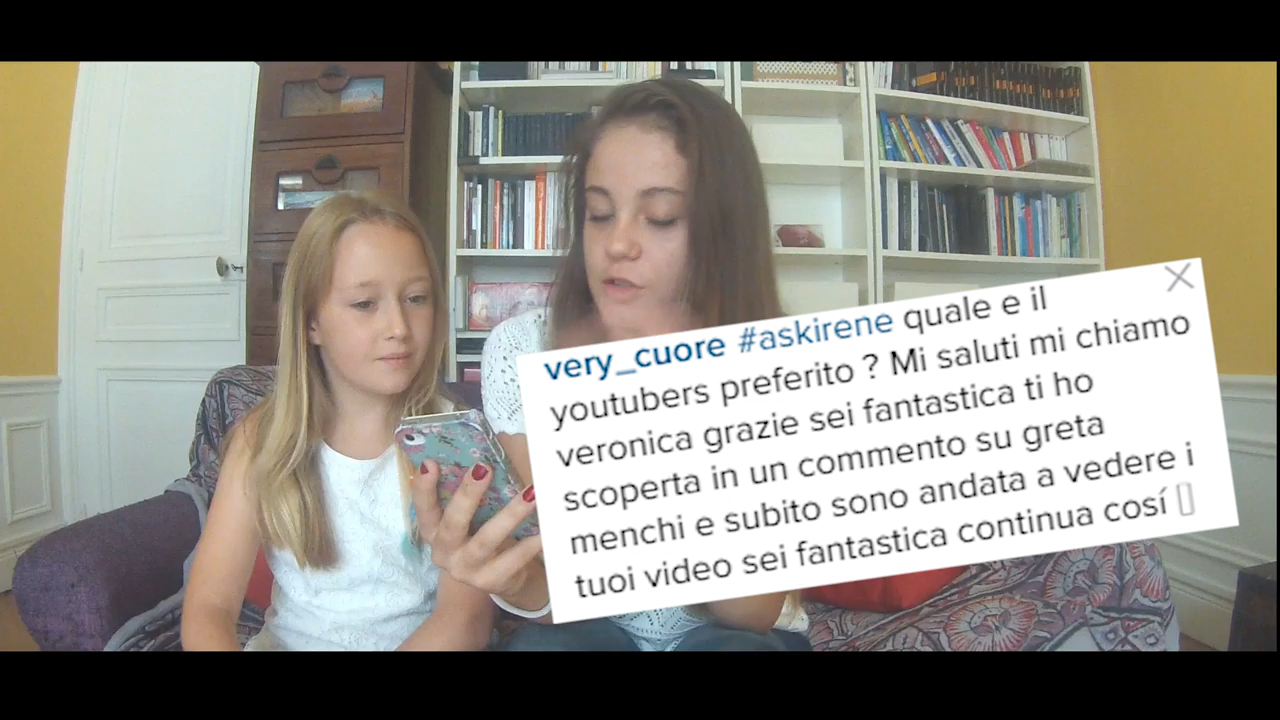 very_cuore #askirene quale e il
youtubers preferito ? Mi saluti mi chiamo
veronica grazie sei fantastica ti ho
scoperta in un commento su greta
menchi e subito sono andata a vedere i
tuoi video sei fantastica continua cosí